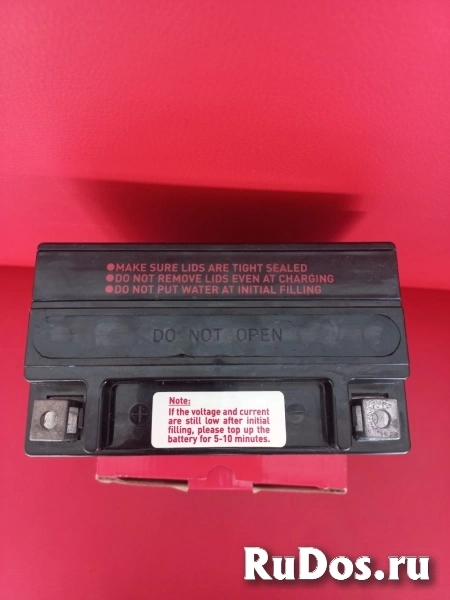 ●MAKE SURE LIDS ARE TIGHT SEALED
●DO NOT REMOVE LIDS EVEN AT CHARGING
●DO NOT PUT WATER AT INITIAL FILLING
DO NOT OPEN
Note:
If the voltage and current
are still low after initial
filling, please top up the
battery for 5-10 minutes.
+ -
RuDos.ru